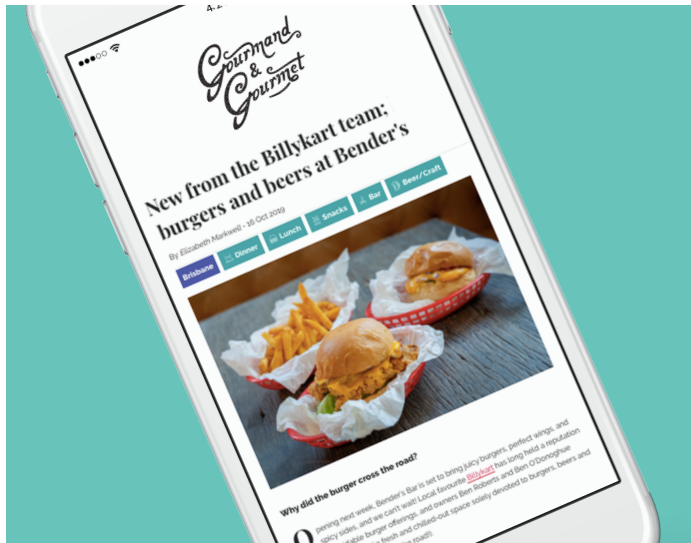 4:2
Gourmand
&
Gourmet
New from the Billykart team;
burgers and beers at Bender's
By Elizabeth Markwell - 16 Oct 2019
Brisbane
Dinner
Lunch
Snacks
Bar
Beer/Craft
Why did the burger cross the road?
Opening next week, Bender's Bar is set to bring juicy burgers, perfect wings, and
spicy sides, and we can't wait! Local favourite Billykart has long held a reputation
table burger offerings, and owners Ben Roberts and Ben O'Donoghue
fresh and chilled-out space solely devoted to burgers, beers and
road!)